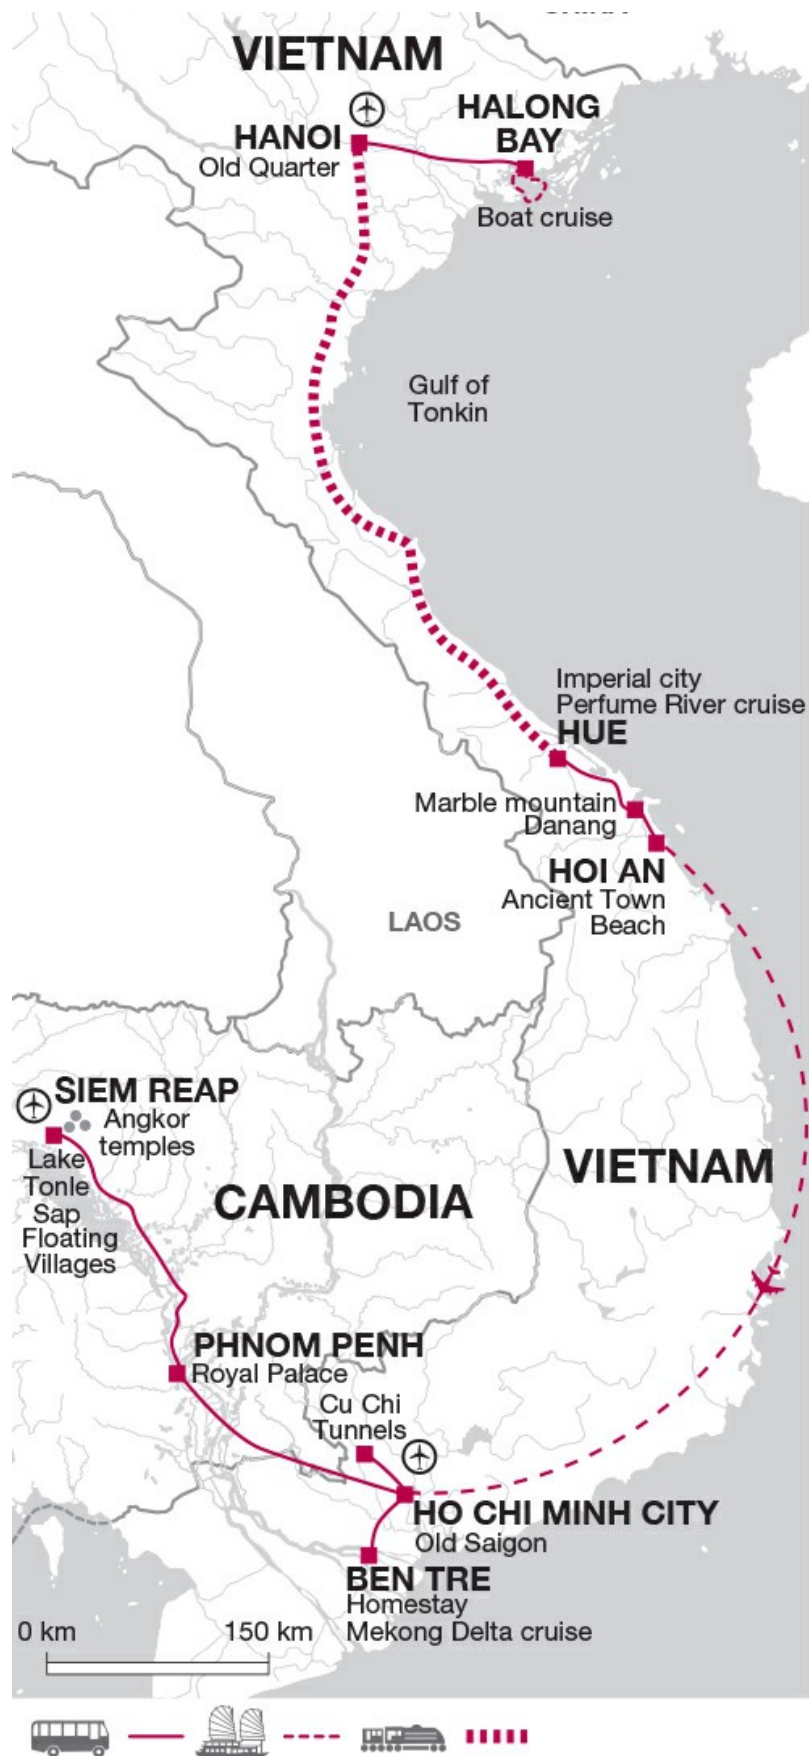 VIETNAM
HANOI
Old Quarter
HALONG
BAY
Boat cruise
Gulf of
Tonkin
Imperial city
Perfume River cruise
HUE
Marble mountain
Danang
HOI AN
Ancient Town
Beach
LAOS
SIEM REAP
Angkor
temples
Lake
Tonle
Sap
Floating
Villages
CAMBODIA
VIETNAM
PHNOM PENH
Royal Palace
Cu Chi
Tunnels
HO CHI MINH CITY
Old Saigon
BEN TRE
Homestay
Mekong Delta cruise
0 km
150 km